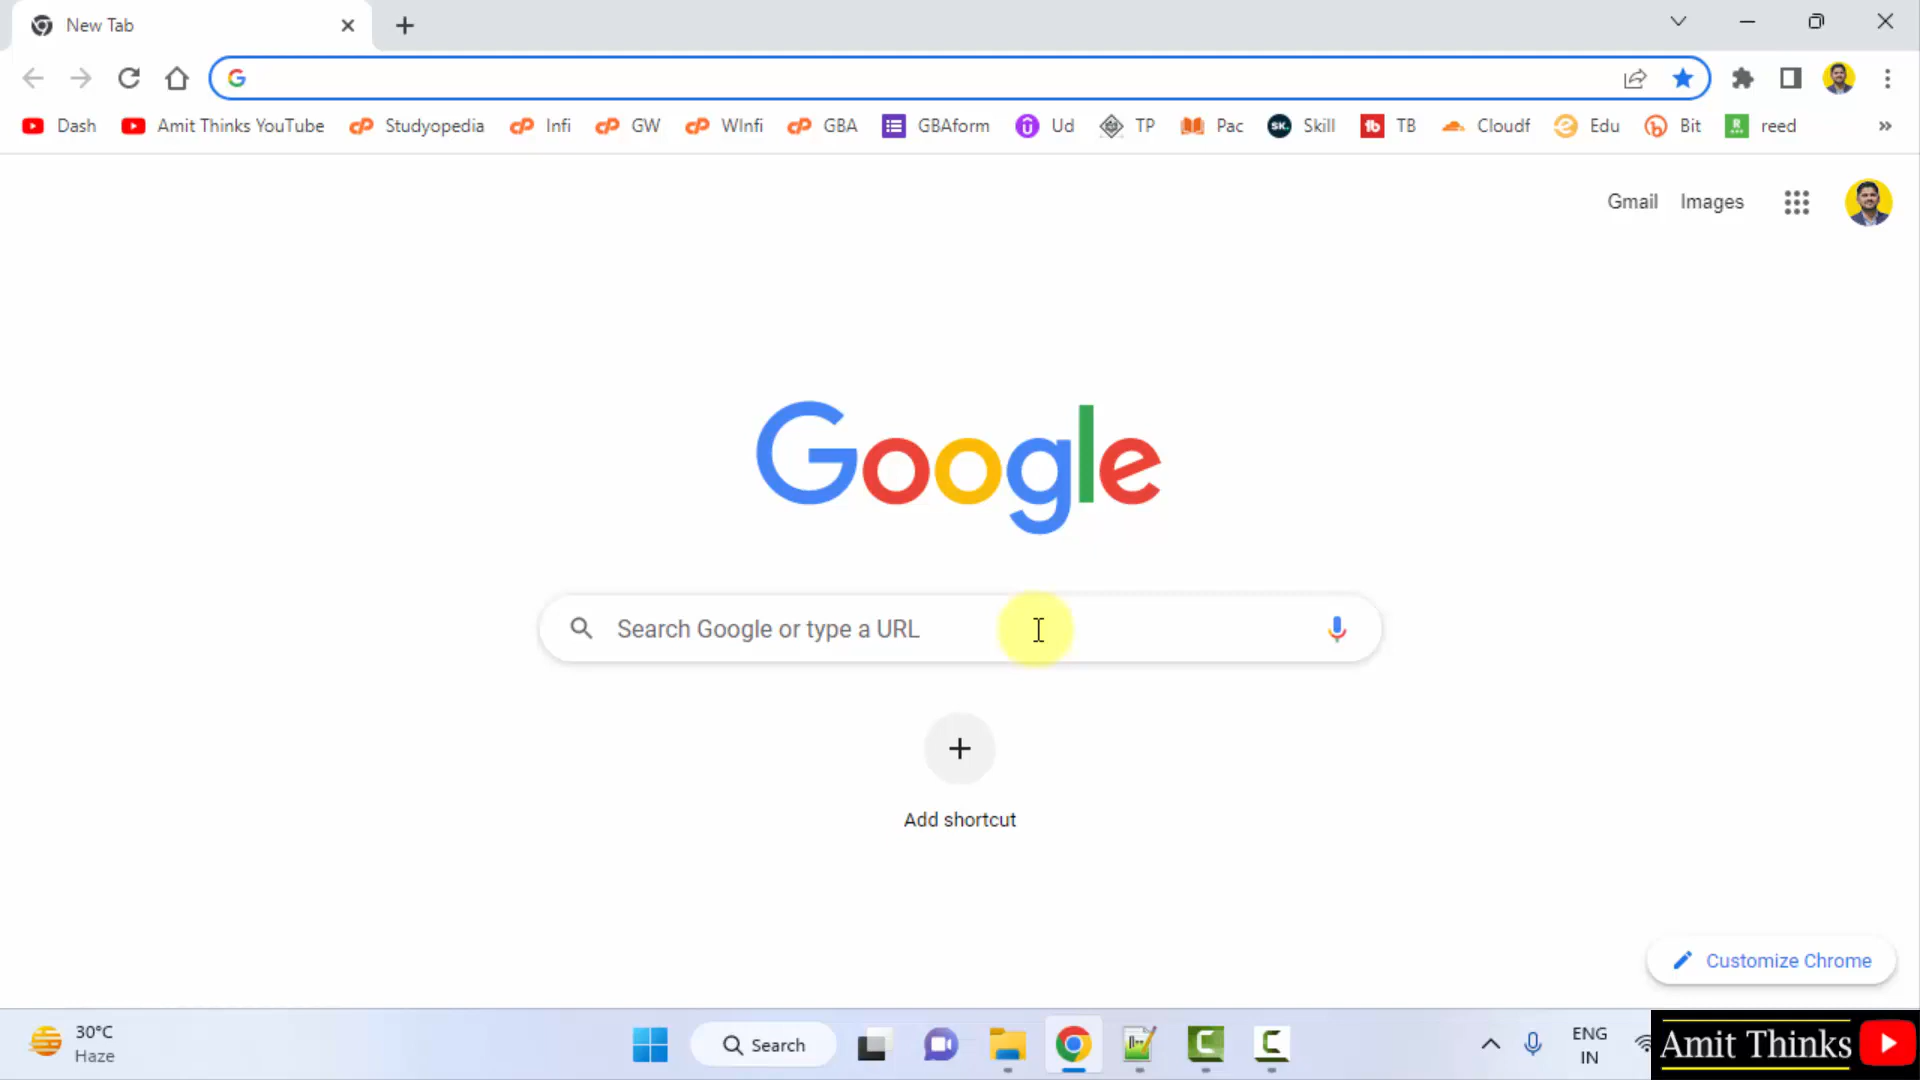 New Tab
Dash Amit Thinks YouTube Studyopedia Infi GW WInfi GBA GBAform Ud TP Pac SK. Skill tb TB Cloudf Edu Bit R reed
Gmail Images
Google
Search Google or type a URL
Add shortcut
Customize Chrome
30°C
Haze
Search
ENG
IN
Amit Thinks